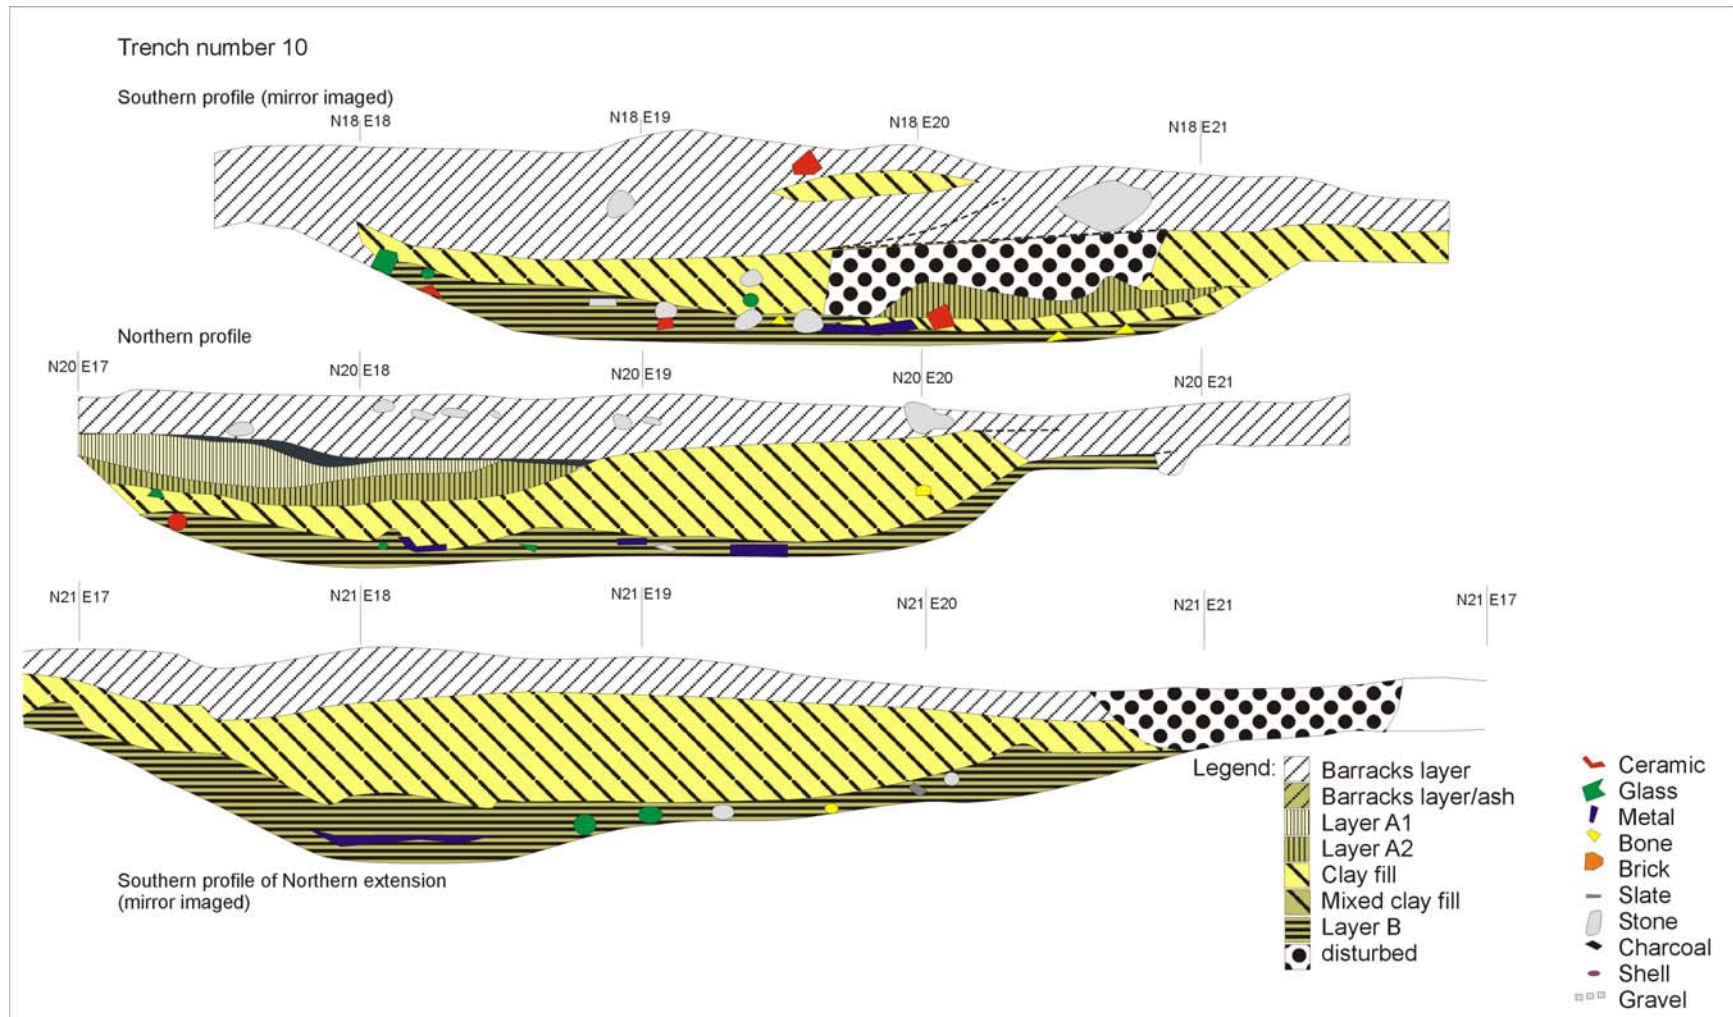 Trench number 10
Southern profile (mirror imaged)
N18 E18
N18 E19
N18 E20
N18 E21
Northern profile
N20 E17
N20 E18
N20 E19
N20 E20
N20 E21
N21 E17
N21 E18
N21 E19
N21 E20
N21 E21
N21 E17
Southern profile of Northern extension
(mirror imaged)
Legend:
Barracks layer
Barracks layer/ash
Layer A1
Layer A2
Clay fill
Mixed clay fill
Layer B
disturbed
Ceramic
Glass
Metal
Bone
Brick
Slate
Stone
Charcoal
Shell
Gravel